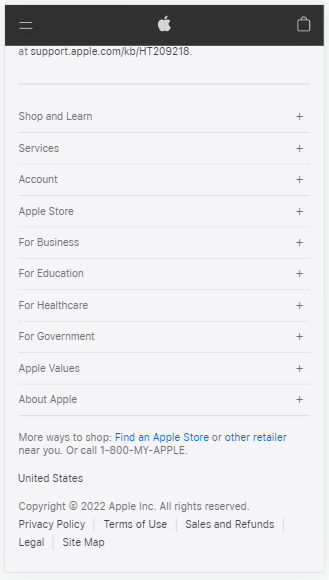 at support.apple.com/kb/HT209218.
Shop and Learn +
Services +
Account +
Apple Store +
For Business +
For Education +
For Healthcare +
For Government +
Apple Values +
About Apple +
More ways to shop: Find an Apple Store or other retailer
near you. Or call 1-800-MY-APPLE.
United States
Copyright © 2022 Apple Inc. All rights reserved.
Privacy Policy | Terms of Use | Sales and Refunds |
Legal | Site Map